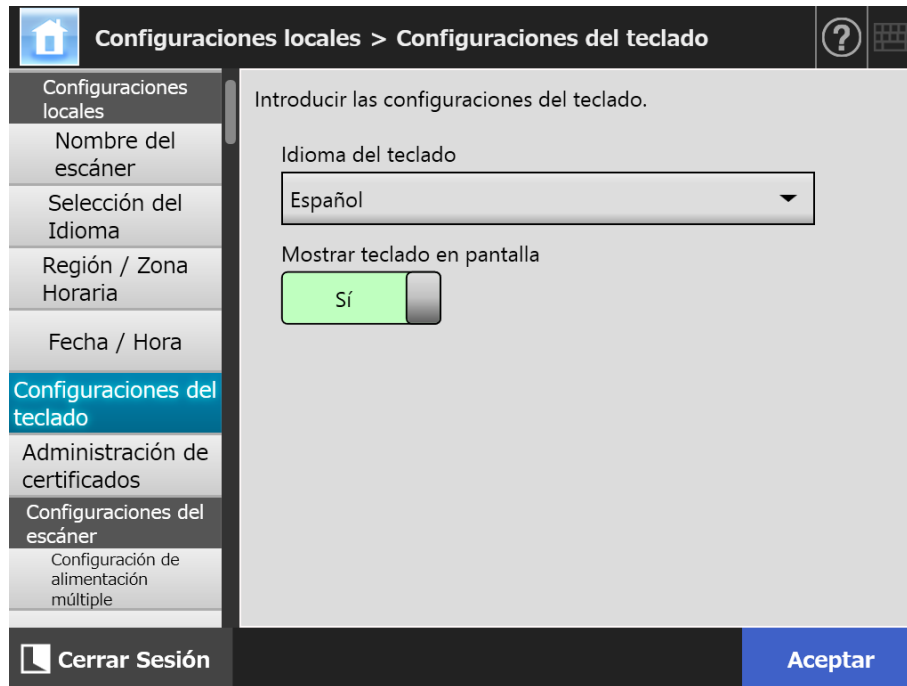 Configuraciones locales > Configuraciones del teclado
?
Configuraciones
locales
Nombre del
escáner
Selección del
Idioma
Región / Zona
Horaria
Fecha / Hora
Configuraciones del
teclado
Administración de
certificados
Configuraciones del
escáner
Configuración de
alimentación
múltiple
Introducir las configuraciones del teclado.
Idioma del teclado
Español
Mostrar teclado en pantalla
Sí
Cerrar Sesión
Aceptar